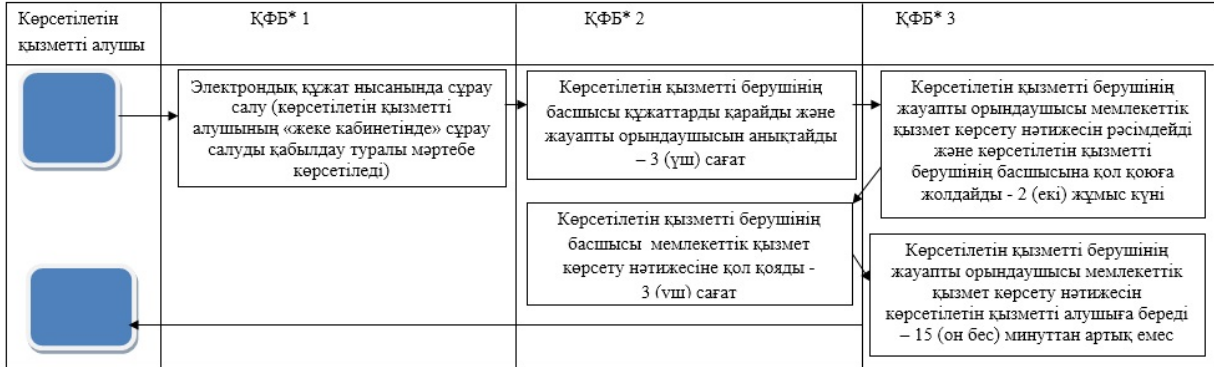 Көрсетілетін
қызметті алушы
ҚФБ* 1
ҚФБ* 2
ҚФБ* 3
Электрондық құжат нысанында сұрау
салу (көрсетілетін қызметті
алушының «жеке кабинетінде» сұрау
салуды қабылдау туралы мәртебе
көрсетіледі)
Көрсетілетін қызметті берушінің
басшысы құжаттарды қарайды және
жауапты орындаушысын анықтайды
– 3 (үш) сағат
Көрсетілетін қызметті берушінің
жауапты орындаушысы мемлекеттік
қызмет көрсету нәтижесін рәсімдейді
және көрсетілетін қызметті
берушінің басшысына қол қоюға
жолдайды - 2 (екі) жұмыс күні
Көрсетілетін қызметті берушінің
басшысы мемлекеттік қызмет
көрсету нәтижесіне қол қояды -
3 (үш) сағат
Көрсетілетін қызметті берушінің
жауапты орындаушысы мемлекеттік
қызмет көрсету нәтижесін
көрсетілетін қызметті алушыға береді
– 15 (он бес) минуттан артық емес